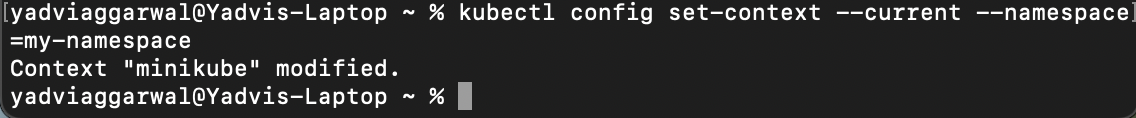 [yadviaggarwal@Yadvis-Laptop ~ % kubectl config set-context --current --namespace]
=my-namespace
Context "minikube" modified.
yadviaggarwal@Yadvis-Laptop ~ %